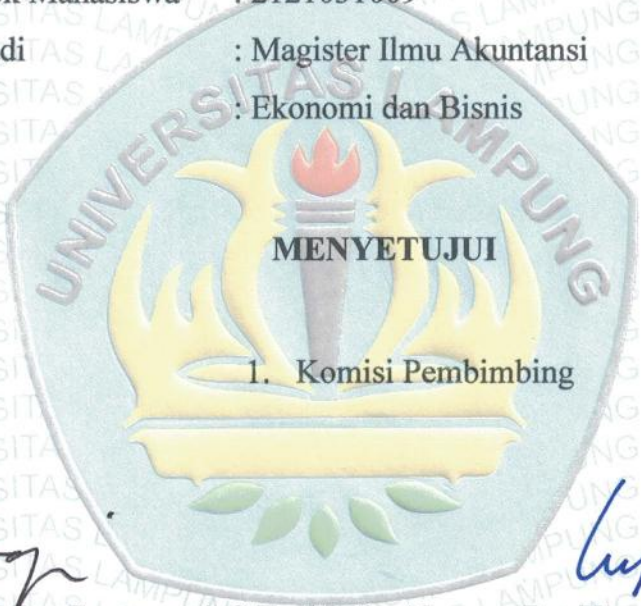 : Magister Ilmu Akuntansi
: Ekonomi dan Bisnis
UNIVERSITAS LAMPUNG
MENYETUJUI
1. Komisi Pembimbing